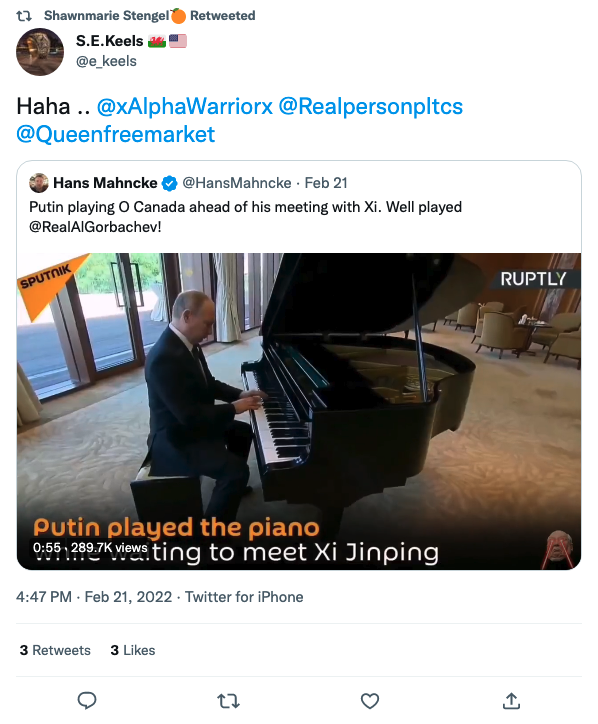 Shawnmarie Stengel🍊 Retweeted
S.E.Keels 🏴󠁧󠁢󠁷󠁬󠁳󠁿 🇺🇸
@e_keels
Haha .. @xAlphaWarriorx @Realpersonpltcs
@Queenfreemarket
Hans Mahncke @HansMahncke · Feb 21
Putin playing O Canada ahead of his meeting with Xi. Well played
@RealAlGorbachev!
SPUTNIK
RUPTLY
Putin played the piano
0:55 · 289.7K views
while waiting to meet Xi Jinping
4:47 PM · Feb 21, 2022 · Twitter for iPhone
3 Retweets 3 Likes